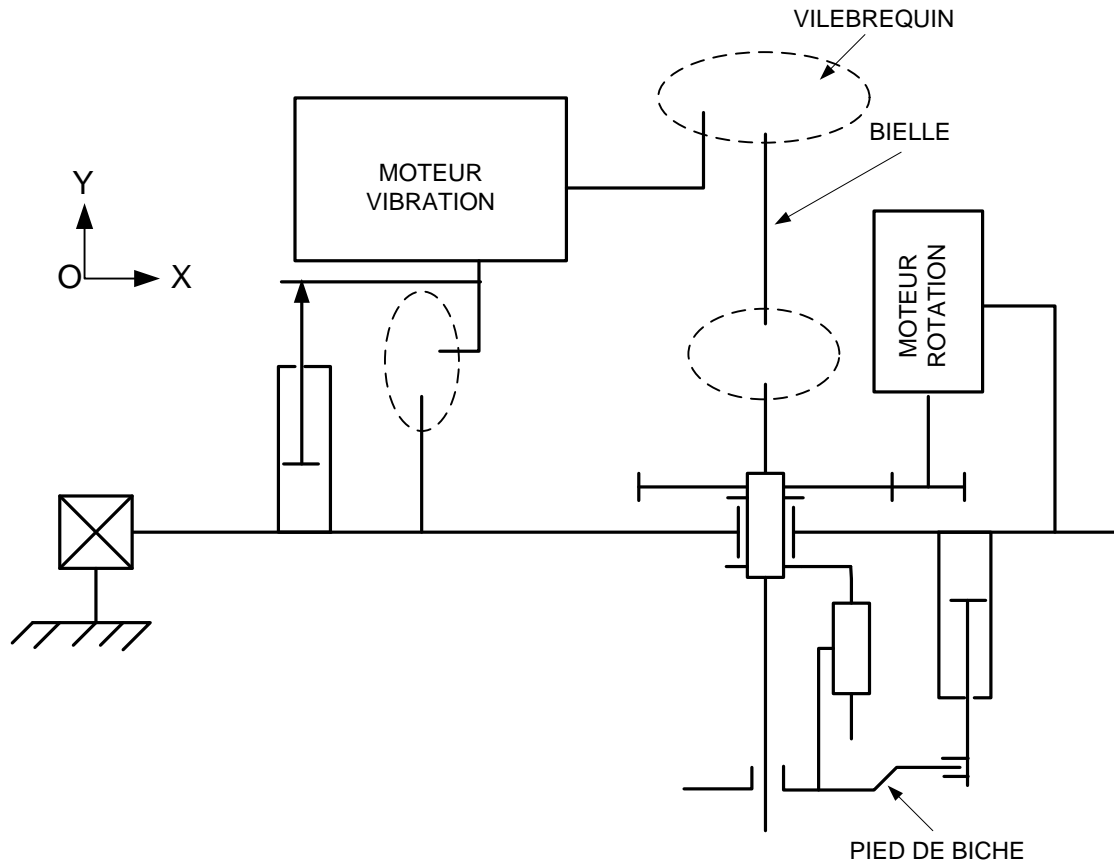 VILEBREQUIN
BIELLE
MOTEUR
VIBRATION
Y
O
X
MOTEUR
ROTATION
PIED DE BICHE